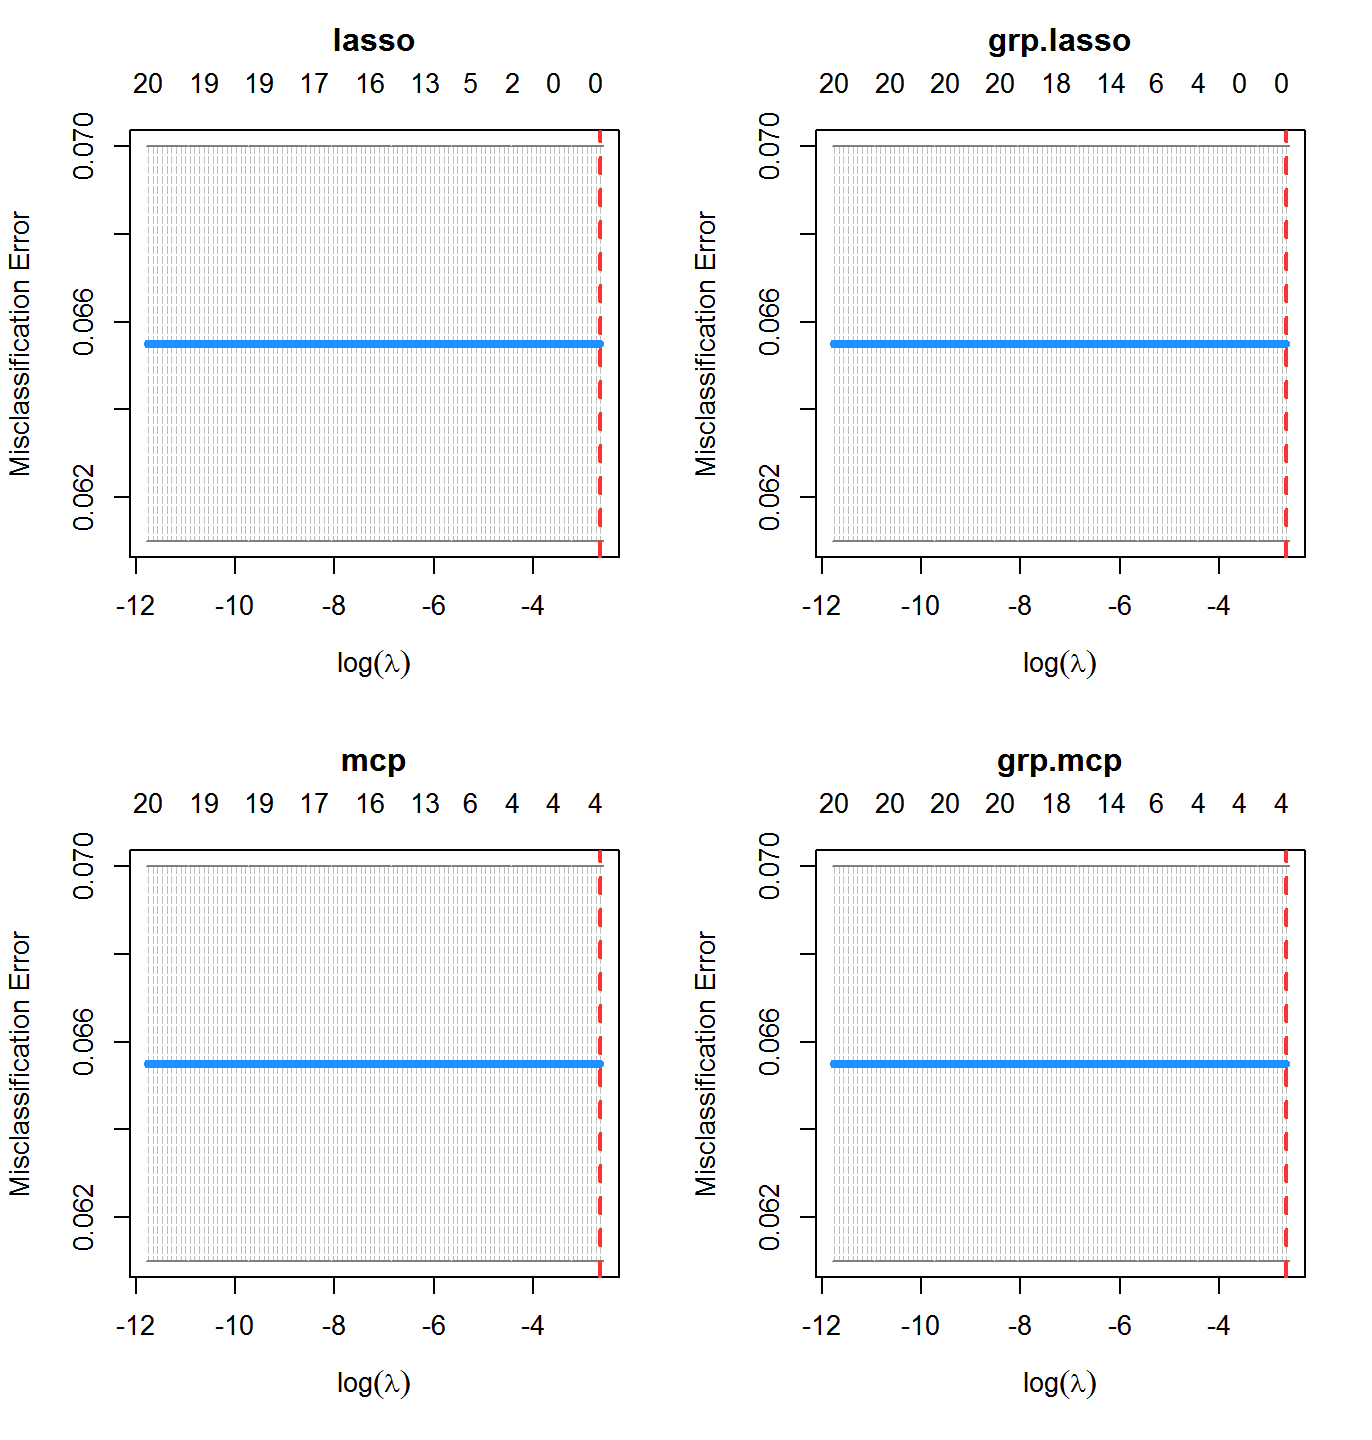 lasso
20 19 19 17 16 13 5 2 0 0
0.070
0.066
0.062
Misclassification Error
-12 -10 -8 -6 -4
log(λ)
grp.lasso
20 20 20 20 18 14 6 4 0 0
0.070
0.066
0.062
Misclassification Error
-12 -10 -8 -6 -4
log(λ)
mcp
20 19 19 17 16 13 6 4 4 4
0.070
0.066
0.062
Misclassification Error
-12 -10 -8 -6 -4
log(λ)
grp.mcp
20 20 20 20 18 14 6 4 4 4
0.070
0.066
0.062
Misclassification Error
-12 -10 -8 -6 -4
log(λ)